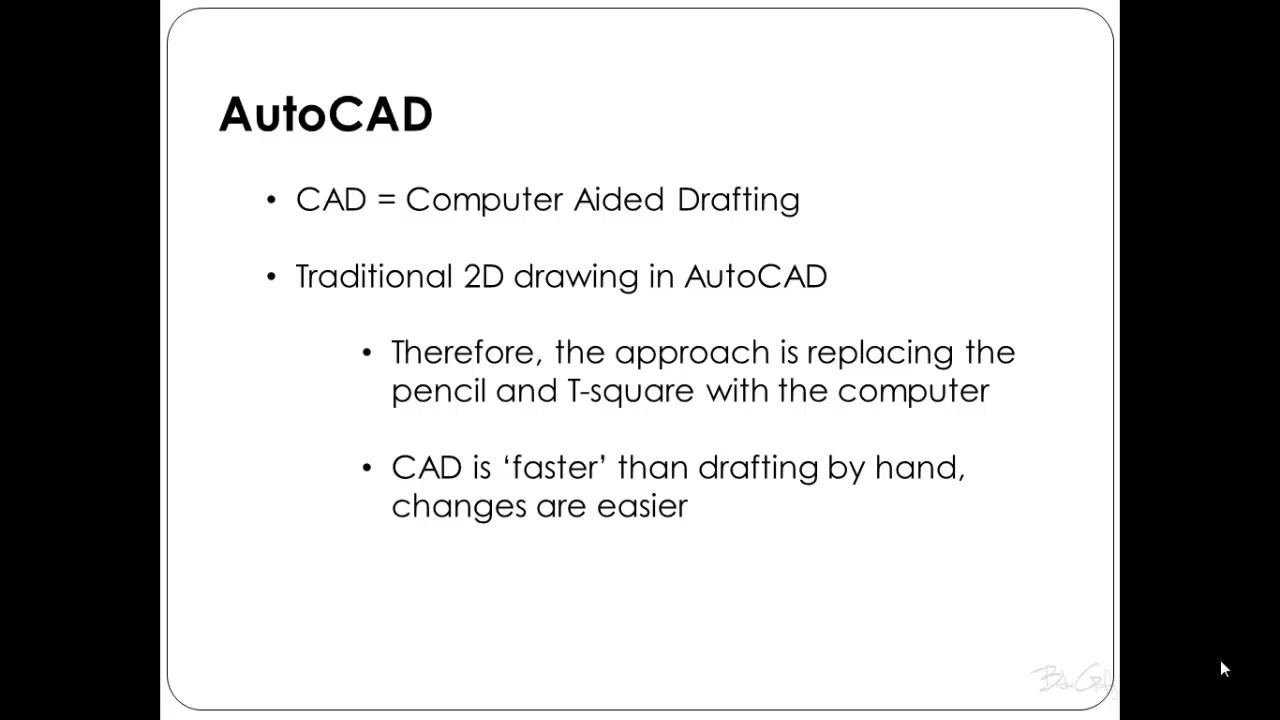 AutoCAD
• CAD = Computer Aided Drafting
• Traditional 2D drawing in AutoCAD
• Therefore, the approach is replacing the
pencil and T-square with the computer
• CAD is ‘faster’ than drafting by hand,
changes are easier